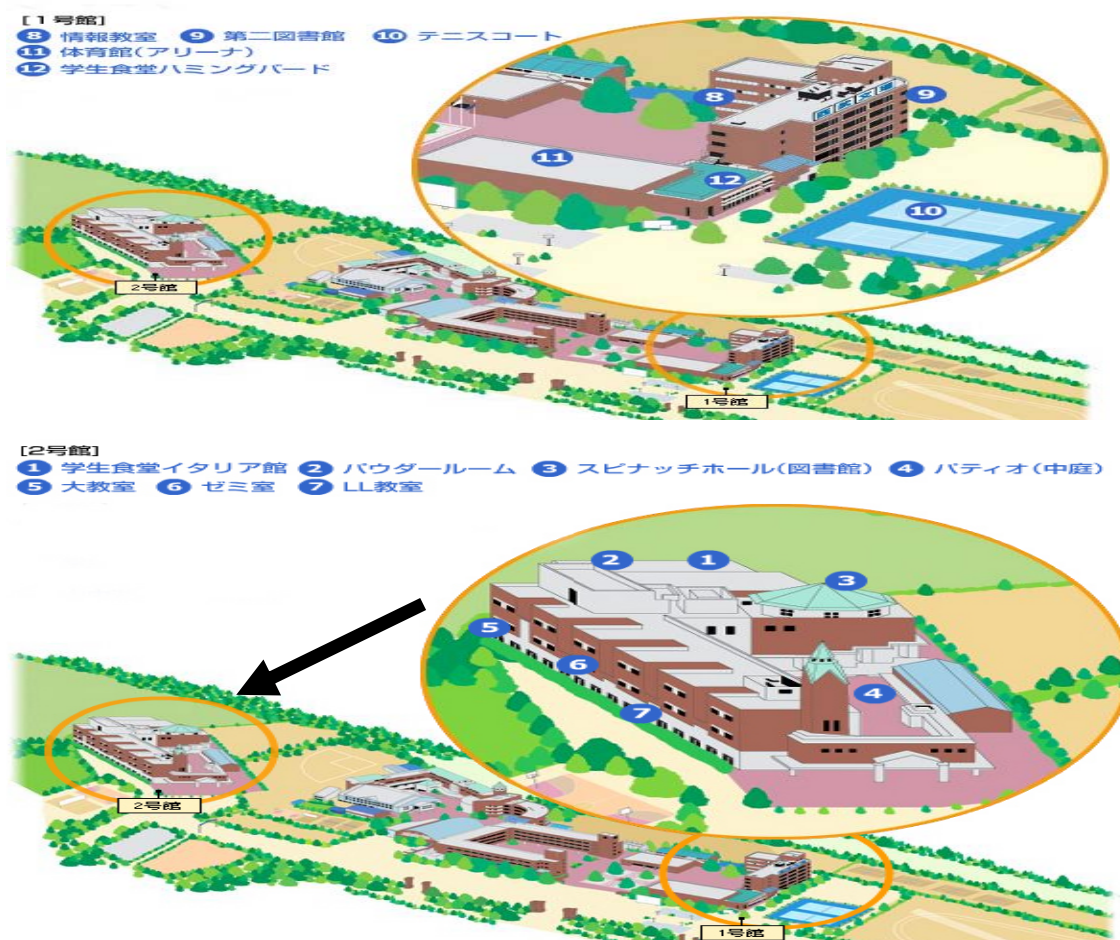 [1号館]
8 情報教室 9 第二図書館 10 テニスコート
11 体育館(アリーナ)
12 学生食堂ハミングバード
8
9
11
12
10
2号館
1号館
[2号館]
1 学生食堂イタリア館 2 パウダールーム 3 スピナッチホール(図書館) 4 パティオ(中庭)
5 大教室 6 ゼミ室 7 LL教室
2
1
3
5
6
4
7
2号館
1号館